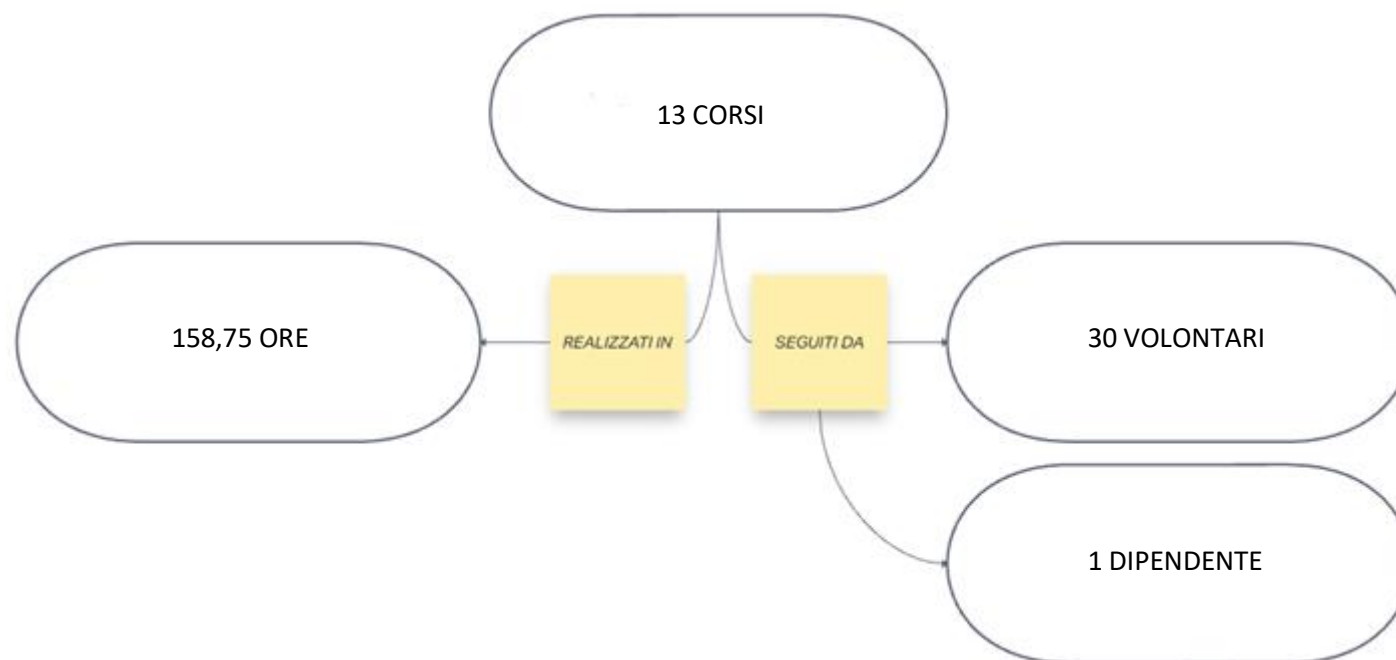 13 CORSI
158,75 ORE
REALIZZATI IN
SEGUITI DA
30 VOLONTARI
1 DIPENDENTE